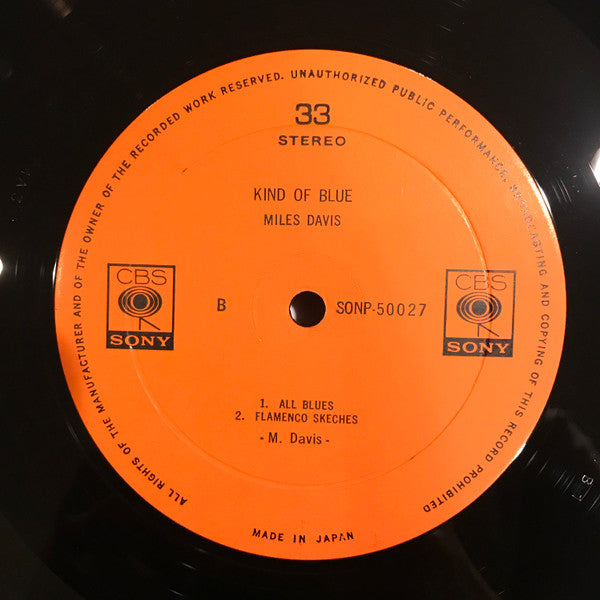 ALL RIGHTS OF THE MANUFACTURER AND OF THE OWNER OF THE RECORDED WORK RESERVED. UNAUTHORIZED PUBLIC PERFORMANCE, BROADCASTING AND COPYING OF THIS RECORD PROHIBITED
33
STEREO
KIND OF BLUE
MILES DAVIS
CBS
SONY
B
SONP-50027
CBS
SONY
1. ALL BLUES
2. FLAMENCO SKECHES
- M. Davis -
MADE IN JAPAN